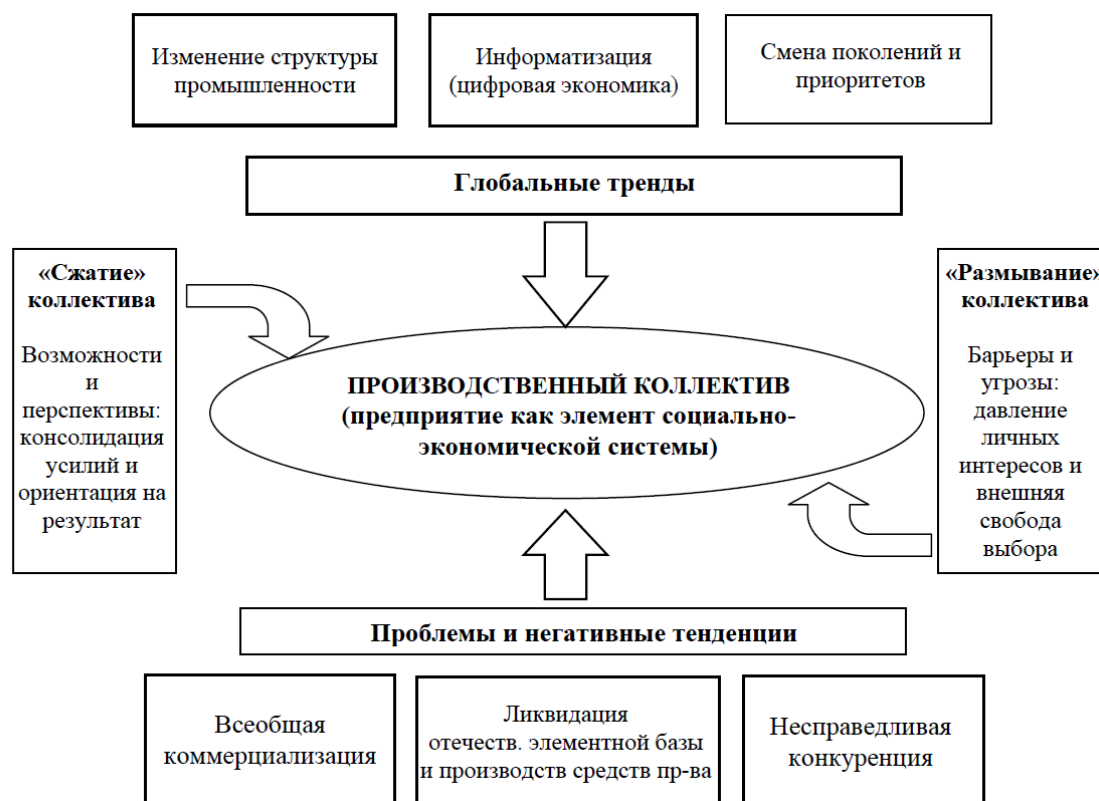 Изменение структуры
промышленности
Информатизация
(цифровая экономика)
Смена поколений и
приоритетов
Глобальные тренды
«Сжатие»
коллектива
Возможности
и
перспективы:
консолидация
усилий и
ориентация на
результат
ПРОИЗВОДСТВЕННЫЙ КОЛЛЕКТИВ
(предприятие как элемент социально-
экономической системы)
«Размывание»
коллектива
Барьеры и
угрозы:
давление
личных
интересов и
внешняя
свобода
выбора
Проблемы и негативные тенденции
Всеобщая
коммерциализация
Ликвидация
отечеств. элементной базы
и производств средств пр-ва
Несправедливая
конкуренция